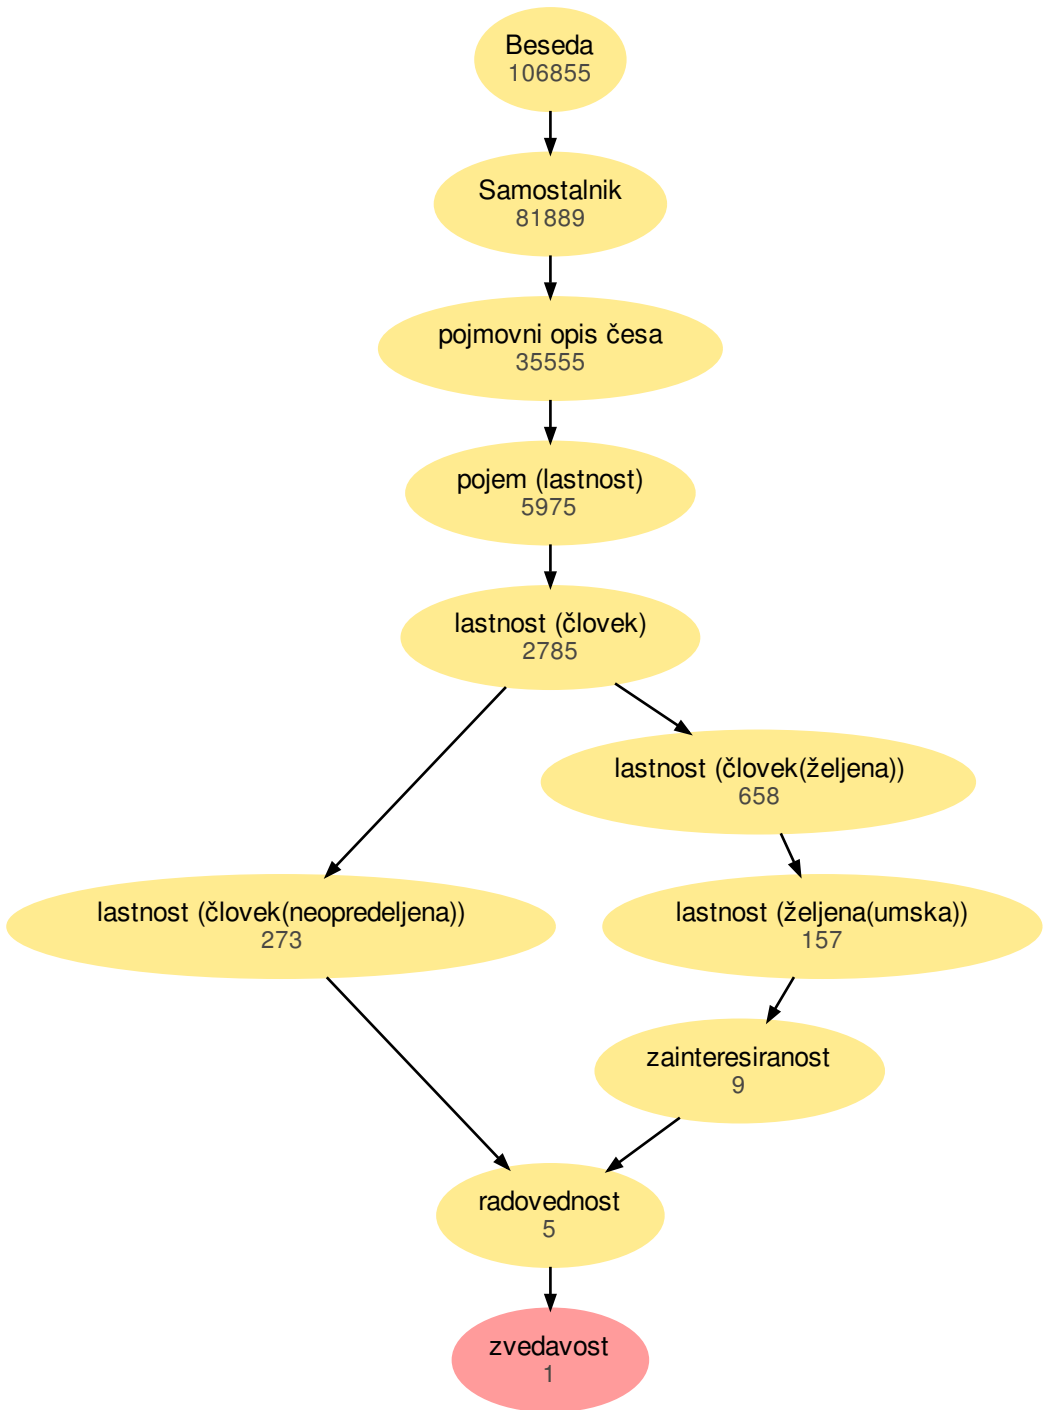 Beseda
106855
Samostalnik
81889
pojmovni opis česa
35555
pojem (lastnost)
5975
lastnost (človek)
2785
lastnost (človek(željena))
658
lastnost (človek(neopredeljena))
273
lastnost (željena(umska))
157
zainteresiranost
9
radovednost
5
zvedavost
1